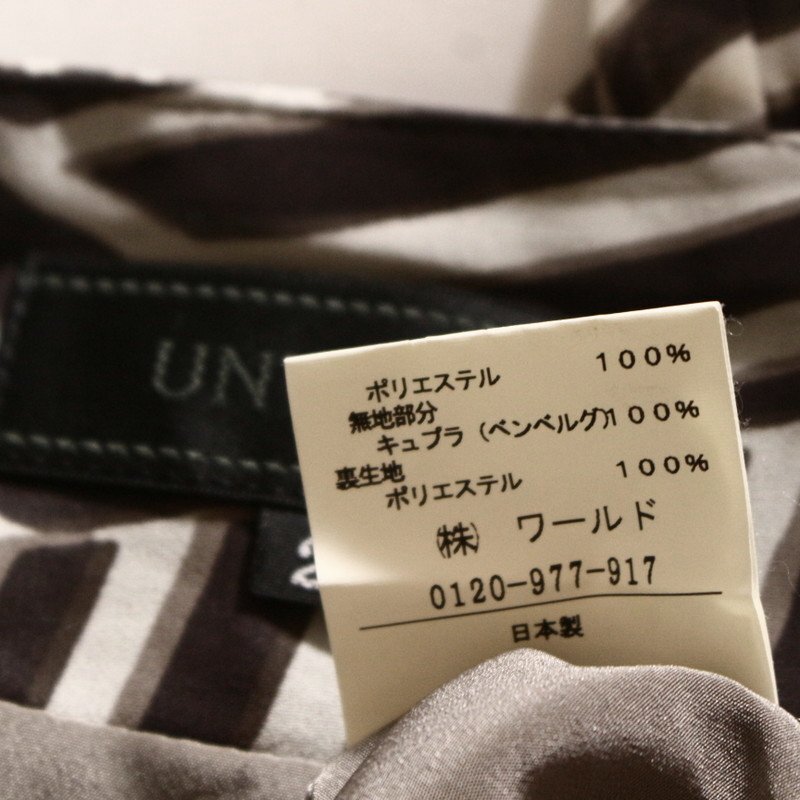 UN
ポリエステル 100%
無地部分
キュプラ(ベンベルグ)100%
裏生地
ポリエステル 100%
㈱ ワールド
0120-977-917
日本製